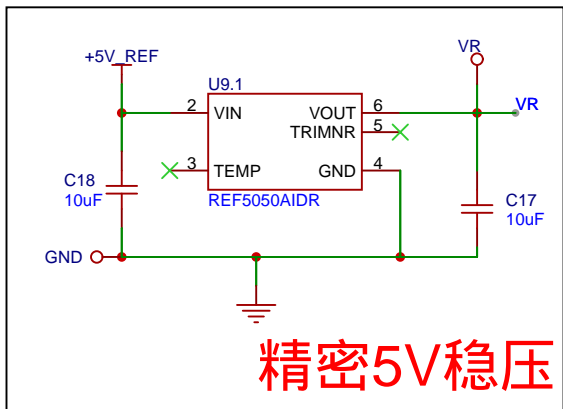 +5V_REF
VR
U9.1
2 VIN VOUT 6 VR
TRIMNR 5
3 TEMP GND 4
C18
10uF
REF5050AIDR
C17
10uF
GND
精密5V稳压